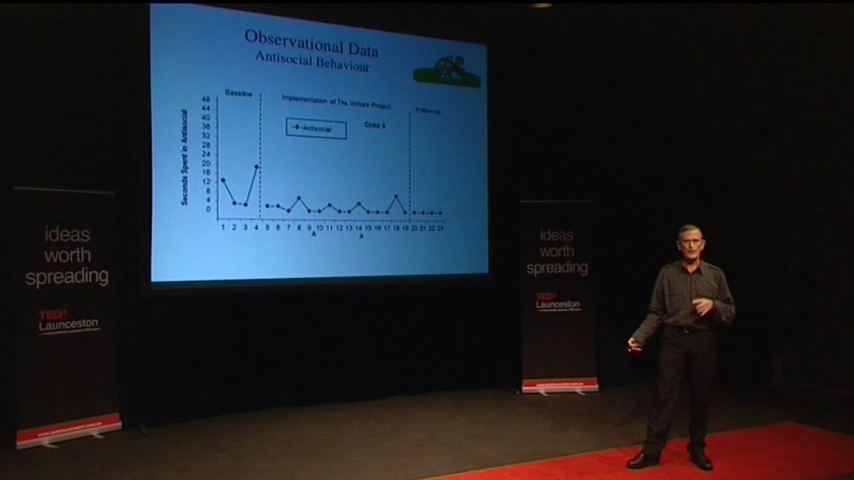 Observational Data
Antisocial Behaviour
Baseline
Implementation of The Virtues Project
Follow-up
Antisocial
Child 9
Seconds Spent in Antisocial
48
44
40
36
32
28
24
20
16
12
8
4
0
1 2 3 4 5 6 7 8 9 10 11 12 13 14 15 16 17 18 19 20 21 22 23
A
A
ideas
worth
spreading
TEDx
Launceston
ideas
worth
spreading
TEDx
Launceston